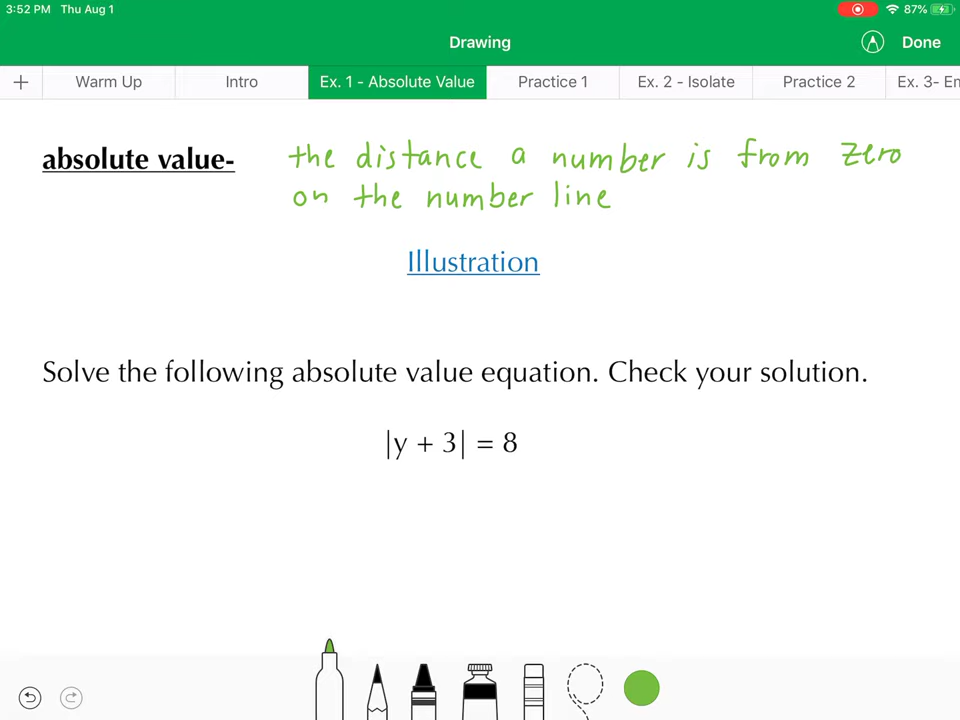 3:52 PM Thu Aug 1 87%
Drawing Done
+ Warm Up Intro Ex. 1 - Absolute Value Practice 1 Ex. 2 - Isolate Practice 2 Ex. 3- Em
absolute value- the distance a number is from zero
on the number line
Illustration
Solve the following absolute value equation. Check your solution.
|y + 3| = 8